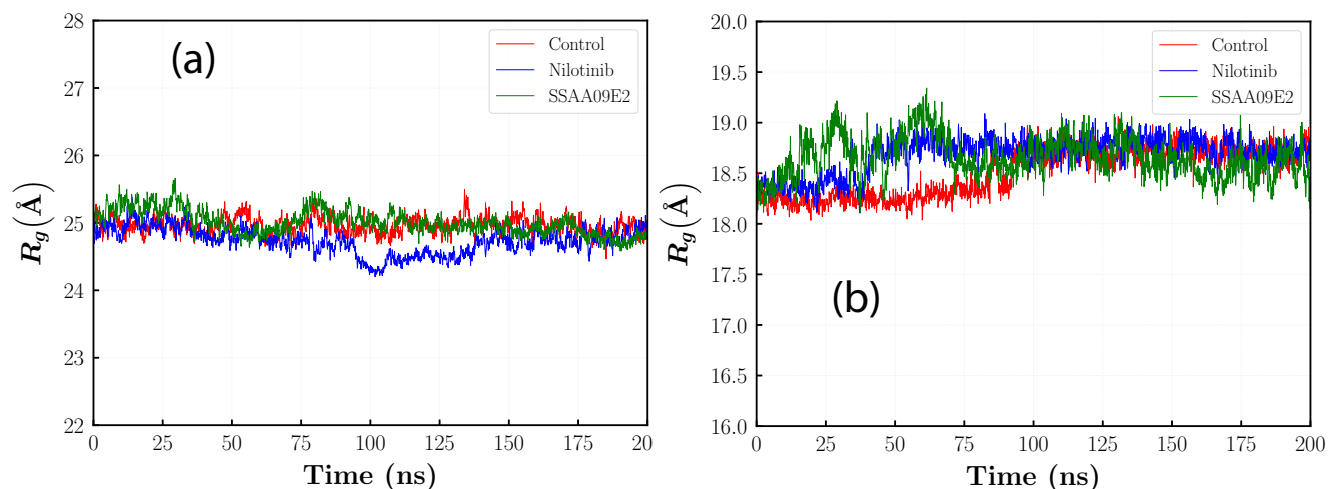 (a)
Control
Nilotinib
SSAA09E2
28
27
26
25
24
23
22
R_g(Å)
0 25 50 75 100 125 150 175 20
Time (ns)
(b)
Control
Nilotinib
SSAA09E2
20.0
19.5
19.0
18.5
18.0
17.5
17.0
16.5
16.0
R_g(Å)
0 25 50 75 100 125 150 175 200
Time (ns)